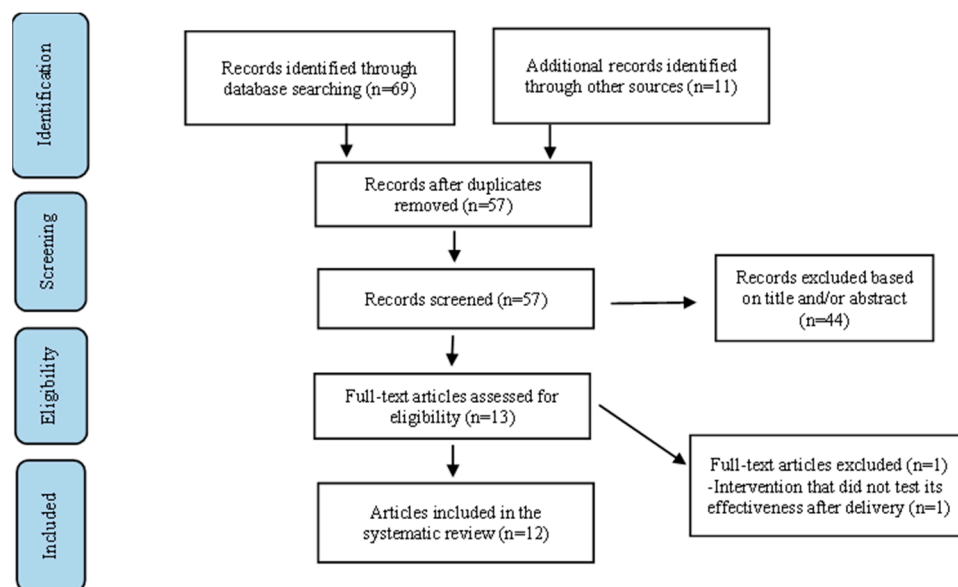 Identification
Records identified through
database searching (n=69)
Additional records identified
through other sources (n=11)
Records after duplicates
removed (n=57)
Screening
Records screened (n=57)
Records excluded based
on title and/or abstract
(n=44)
Eligibility
Full-text articles assessed for
eligibility (n=13)
Full-text articles excluded (n=1)
-Intervention that did not test its
effectiveness after delivery (n=1)
Included
Articles included in the
systematic review (n=12)